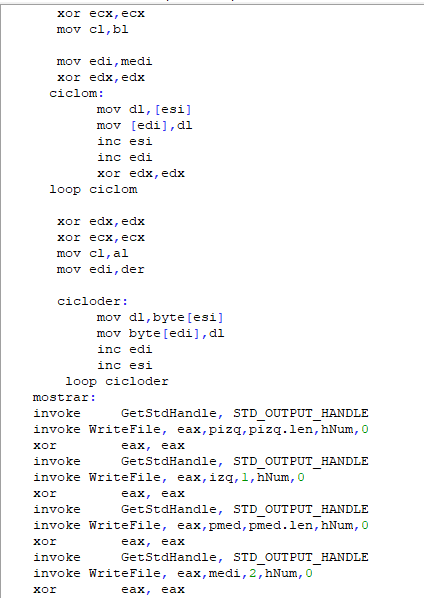 xor ecx,ecx
mov cl,bl
mov edi,medi
xor edx,edx
ciclom:
mov dl,[esi]
mov [edi],dl
inc esi
inc edi
xor edx,edx
loop ciclom
xor edx,edx
xor ecx,ecx
mov cl,al
mov edi,der
cicloder:
mov dl,byte[esi]
mov byte[edi],dl
inc edi
inc esi
loop cicloder
mostrar:
invoke GetStdHandle, STD_OUTPUT_HANDLE
invoke WriteFile, eax,pizq,pizq.len,hNum,0
xor eax, eax
invoke GetStdHandle, STD_OUTPUT_HANDLE
invoke WriteFile, eax,izq,1,hNum,0
xor eax, eax
invoke GetStdHandle, STD_OUTPUT_HANDLE
invoke WriteFile, eax,pmed,pmed.len,hNum,0
xor eax, eax
invoke GetStdHandle, STD_OUTPUT_HANDLE
invoke WriteFile, eax,medi,2,hNum,0
xor eax, eax